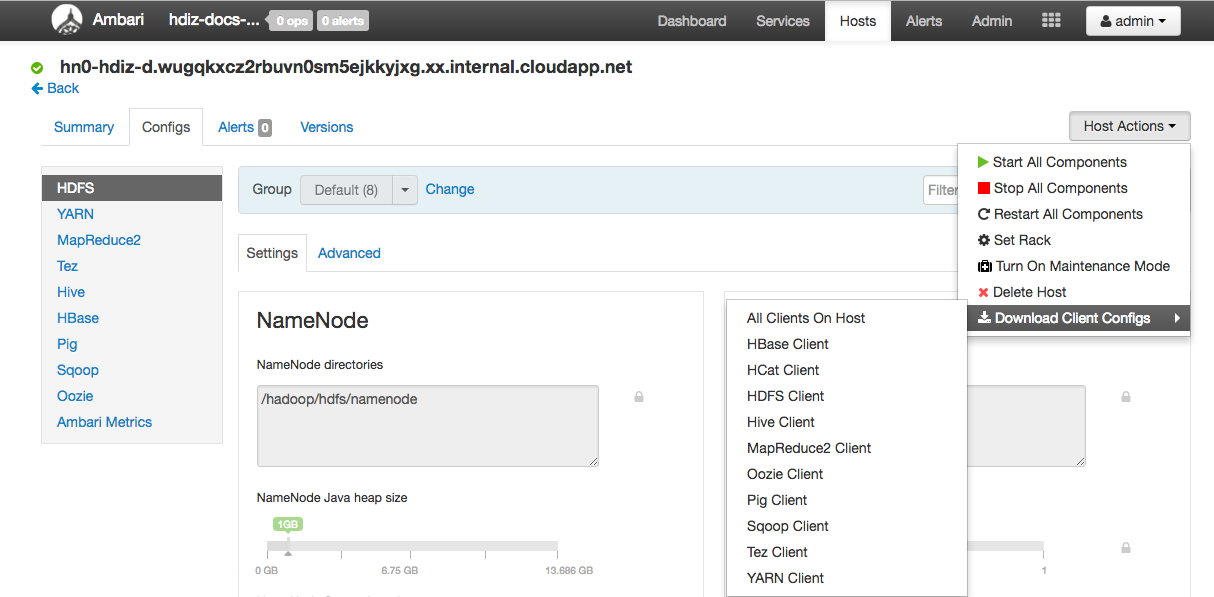 Ambari hdiz-docs-... 0 ops 0 alerts Dashboard Services Hosts Alerts Admin admin
hn0-hdiz-d.wugqkxcz2rbuvn0sm5ejkkyjxg.xx.internal.cloudapp.net
Back
Summary Configs Alerts 0 Versions Host Actions
Start All Components
Stop All Components
Restart All Components
Set Rack
Turn On Maintenance Mode
Delete Host
Download Client Configs
HDFS
YARN
MapReduce2
Tez
Hive
HBase
Pig
Sqoop
Oozie
Ambari Metrics
Group Default (8) Change Filter
Settings Advanced
NameNode
NameNode directories
/hadoop/hdfs/namenode
NameNode Java heap size
1GB
0 GB 6.75 GB 13.686 GB
All Clients On Host
HBase Client
HCat Client
HDFS Client
Hive Client
MapReduce2 Client
Oozie Client
Pig Client
Sqoop Client
Tez Client
YARN Client
1